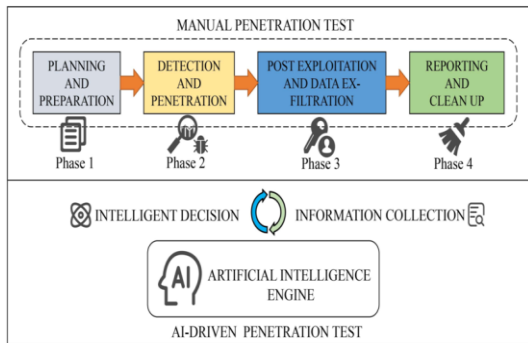 MANUAL PENETRATION TEST
PLANNING
AND
PREPARATION
DETECTION
AND
PENETRATION
POST EXPLOITATION
AND DATA EX-
FILTRATION
REPORTING
AND
CLEAN UP
Phase 1
Phase 2
Phase 3
Phase 4
INTELLIGENT DECISION
INFORMATION COLLECTION
AI
ARTIFICIAL INTELLIGENCE
ENGINE
AI-DRIVEN PENETRATION TEST